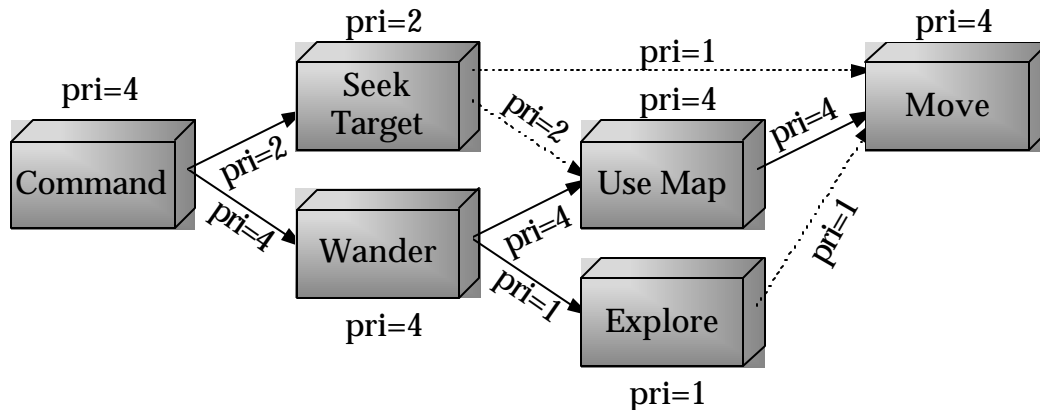 pri=4
Command
pri=2
pri=4
pri=2
Seek
Target
Wander
pri=4
pri=1
pri=2
pri=4
pri=1
pri=4
Use Map
Explore
pri=1
pri=4
pri=1
pri=4
Move